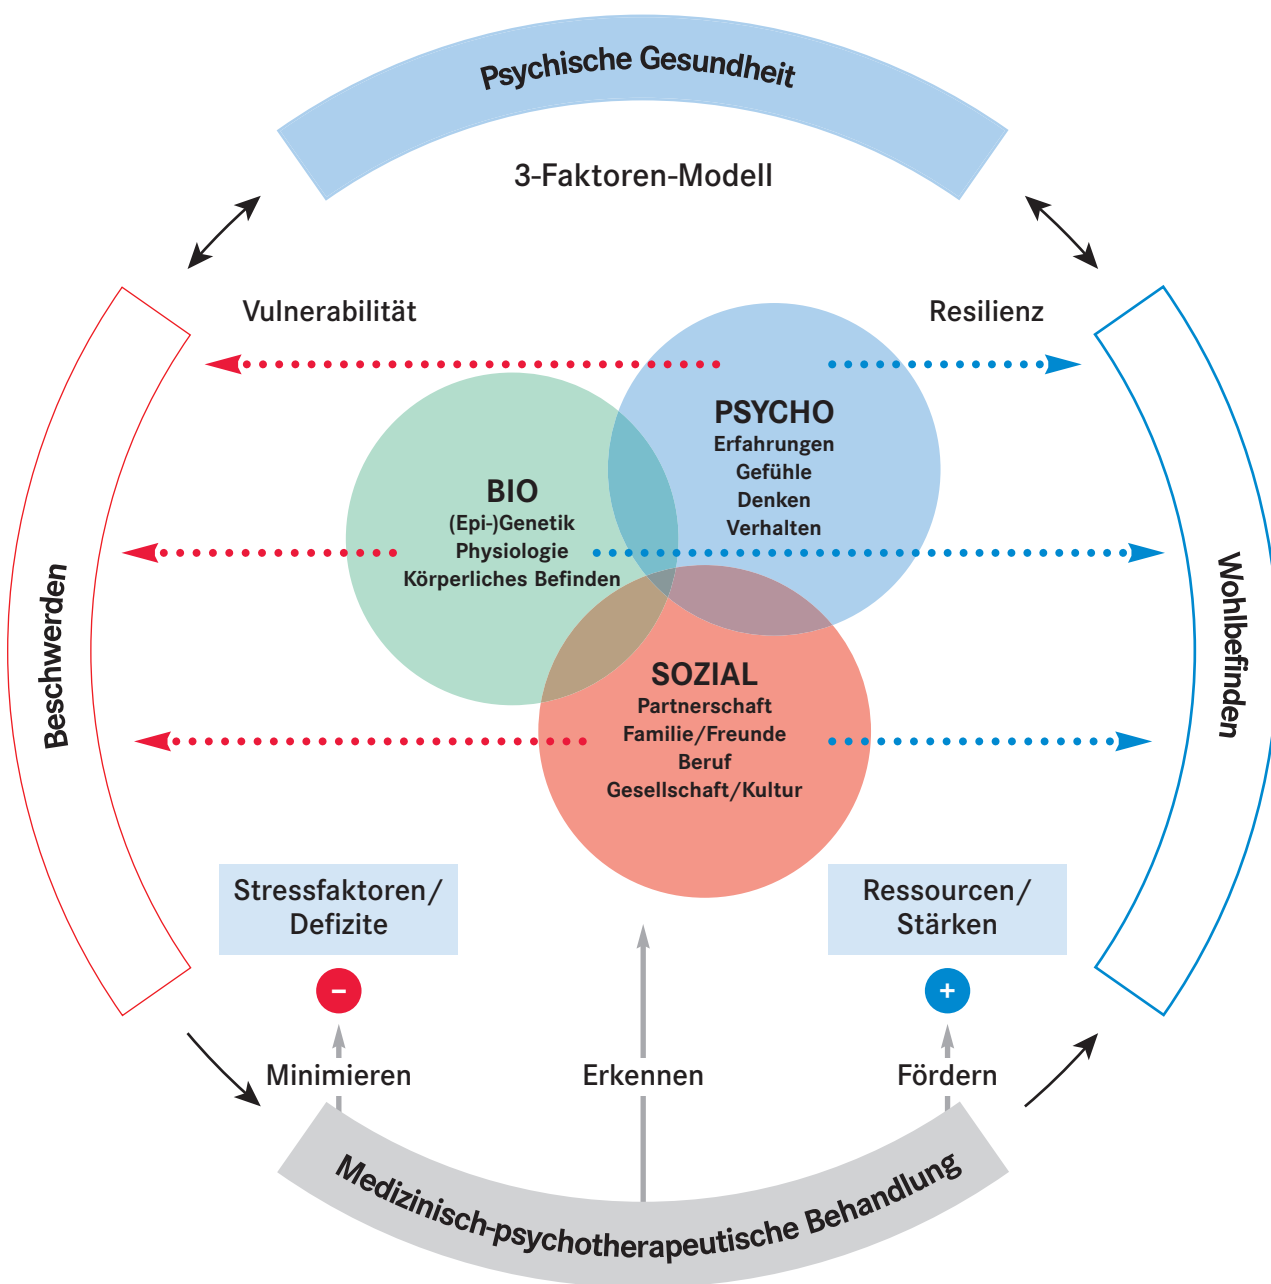 Psychische Gesundheit
3-Faktoren-Modell
Vulnerabilität
Resilienz
PSYCHO
Erfahrungen
Gefühle
Denken
Verhalten
BIO
(Epi-)Genetik
Physiologie
Körperliches Befinden
SOZIAL
Partnerschaft
Familie/Freunde
Beruf
Gesellschaft/Kultur
Beschwerden
Wohlbefinden
Stressfaktoren/
Defizite
–
Ressourcen/
Stärken
+
Minimieren
Erkennen
Fördern
Medizinisch-psychotherapeutische Behandlung